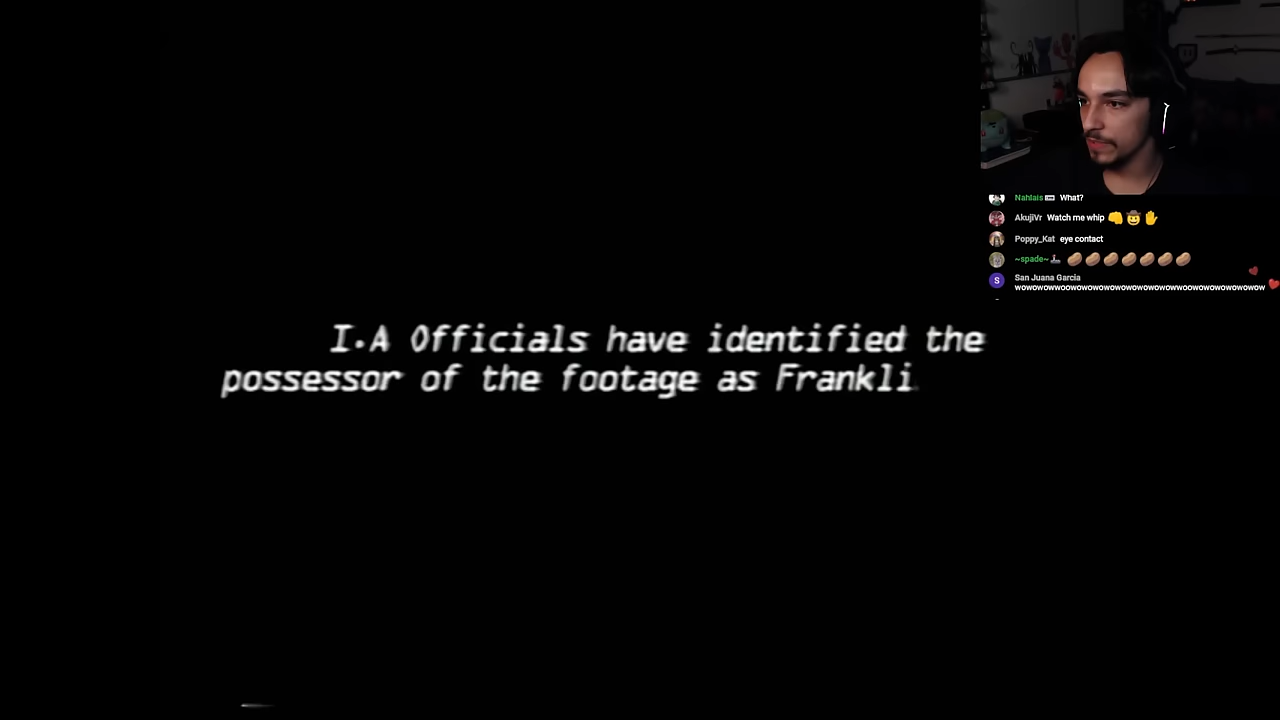 Nahlais What?
AkujiVr Watch me whip 👊🤠✋
Poppy_Kat eye contact
~spade~ 🥔🥔🥔🥔🥔🥔🥔
S
San Juana Garcia
wowowowwoowowowowowowowowowowowwoowowowowowowow
I.A Officials have identified the
possessor of the footage as Frankli